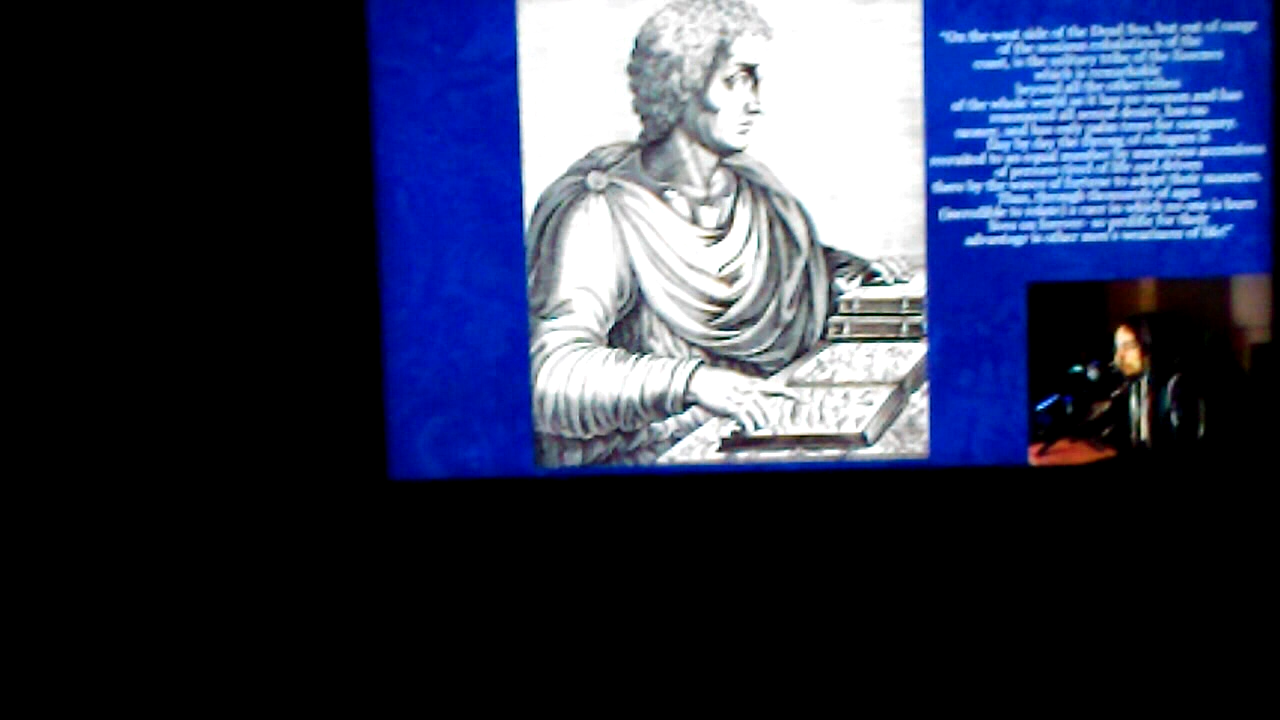 "On the west side of the Dead Sea, but out of range
of the noxious exhalations of the
coast, is the solitary tribe of the Essenes
which is remarkable
beyond all the other tribes
of the whole world as it has no women and has
renounced all sexual desire, has no
money, and has only palm trees for company.
Day by day the throng of refugees is
recruited to an equal number by numerous accessions
of persons tired of life and driven
there by the waves of fortune to adopt their manners.
Thus, through thousands of ages
(incredible to relate) a race in which no one is born
lives on forever: so prolific for their
advantage is other men's weariness of life!"